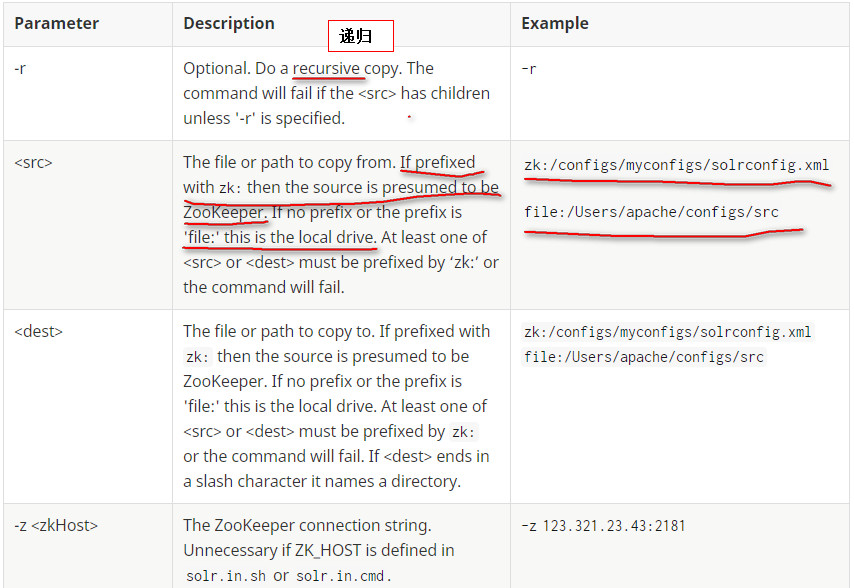 Parameter Description Example
递归
-r Optional. Do a recursive copy. The –r
command will fail if the <src> has children
unless '-r' is specified.
<src> The file or path to copy from. If prefixed zk:/configs/myconfigs/solrconfig.xml
with zk: then the source is presumed to be
ZooKeeper. If no prefix or the prefix is file:/Users/apache/configs/src
'file:' this is the local drive. At least one of
<src> or <dest> must be prefixed by ‘zk:’ or
the command will fail.
<dest> The file or path to copy to. If prefixed with zk:/configs/myconfigs/solrconfig.xml
zk: then the source is presumed to be file:/Users/apache/configs/src
ZooKeeper. If no prefix or the prefix is
'file:' this is the local drive. At least one of
<src> or <dest> must be prefixed by zk:
or the command will fail. If <dest> ends in
a slash character it names a directory.
-z <zkHost> The ZooKeeper connection string. –z 123.321.23.43:2181
Unnecessary if ZK_HOST is defined in
solr.in.sh or solr.in.cmd.